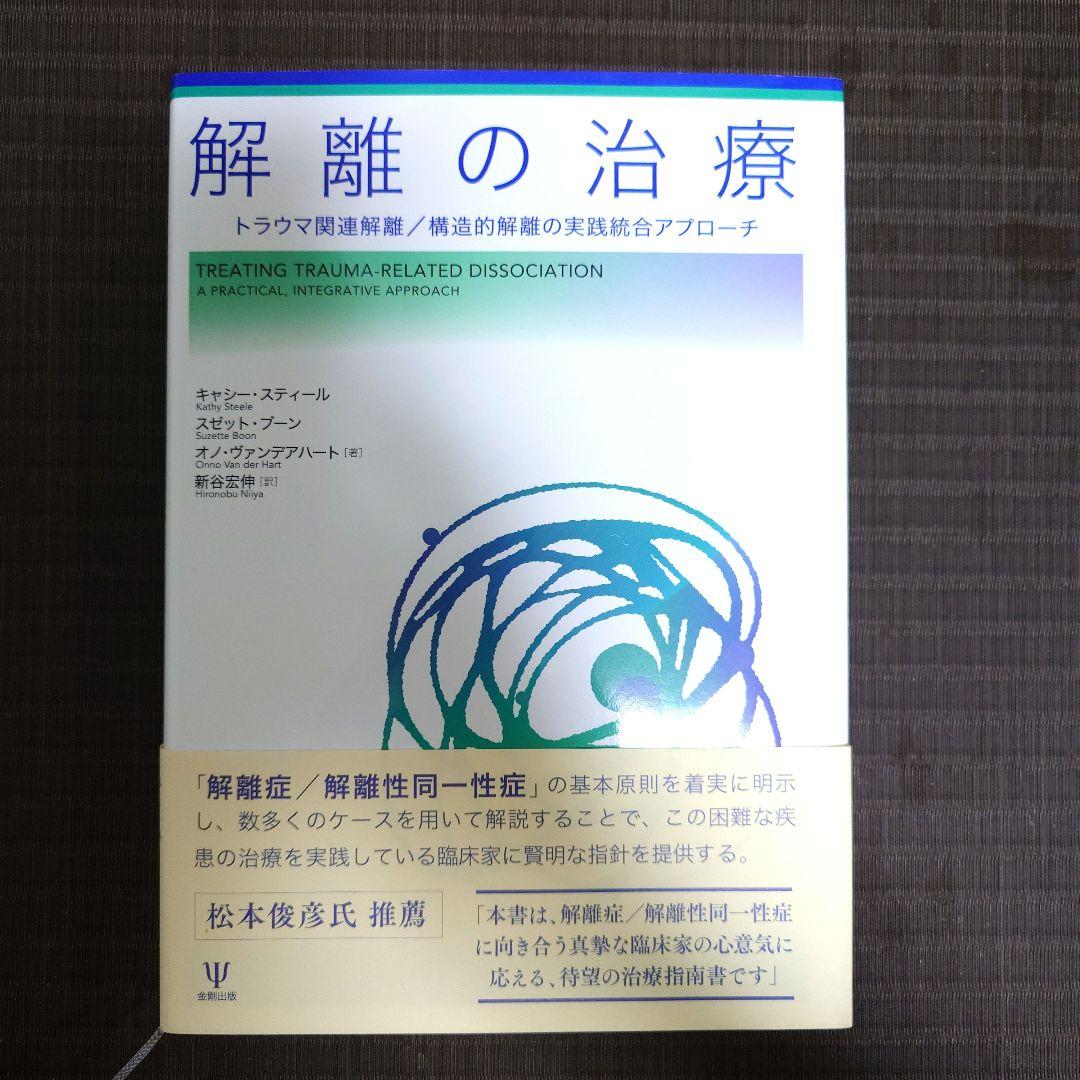 解離の治療
トラウマ関連解離／構造的解離の実践統合アプローチ
TREATING TRAUMA-RELATED DISSOCIATION
A PRACTICAL, INTEGRATIVE APPROACH
キャシー・スティール
Kathy Steele
スゼット・ブーン
Suzette Boon
オノ・ヴァンデアハート［著］
Onno Van der Hart
新谷宏伸［訳］
Hironobu Niiya
「解離症／解離性同一性症」の基本原則を着実に明示
し、数多くのケースを用いて解説することで、この困難な疾
患の治療を実践している臨床家に賢明な指針を提供する。
松本俊彦氏 推薦
「本書は、解離症／解離性同一性症
に向き合う真摯な臨床家の心意気に
応える、待望の治療指南書です」
金剛出版